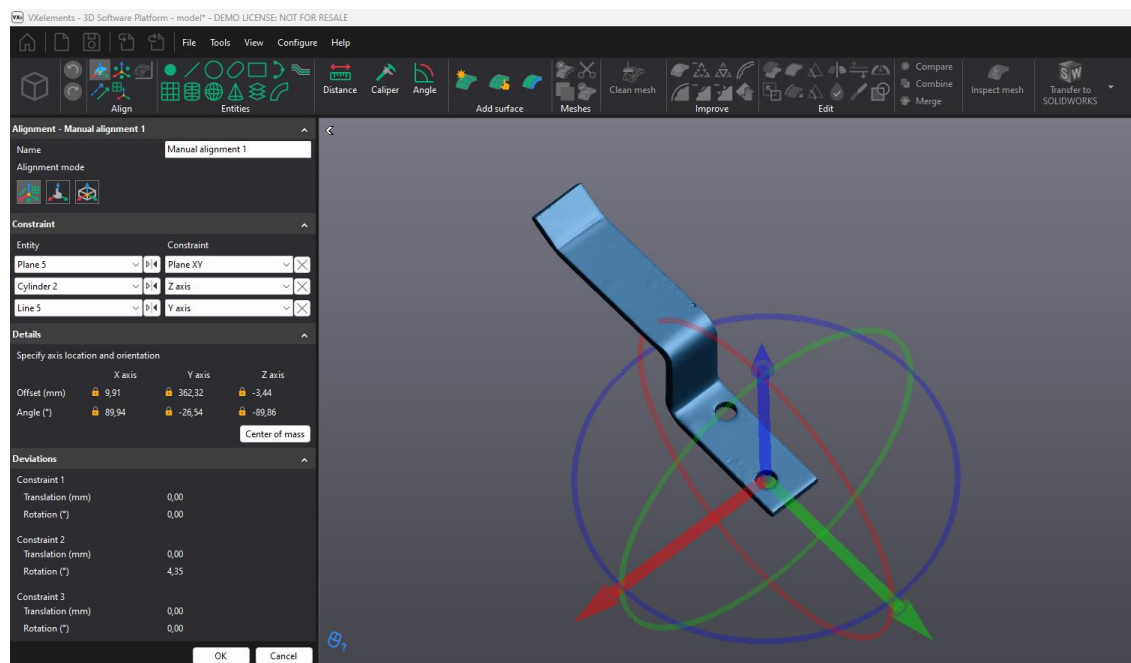 VXelements - 3D Software Platform - model* - DEMO LICENSE: NOT FOR RESALE
File Tools View Configure Help
Align
Entities
Distance Caliper Angle
Add surface
Meshes
Clean mesh
Improve
Edit
Compare
Combine
Merge
Inspect mesh
Transfer to SOLIDWORKS
Alignment - Manual alignment 1
Name Manual alignment 1
Alignment mode
Constraint
Entity Constraint
Plane 5 Plane XY
Cylinder 2 Z axis
Line 5 Y axis
Details
Specify axis location and orientation
X axis Y axis Z axis
Offset (mm) 9,91 362,32 -3,44
Angle (°) 89,94 -26,54 -89,86
Center of mass
Deviations
Constraint 1
Translation (mm) 0,00
Rotation (°) 0,00
Constraint 2
Translation (mm) 0,00
Rotation (°) 4,35
Constraint 3
Translation (mm) 0,00
Rotation (°) 0,00
OK Cancel